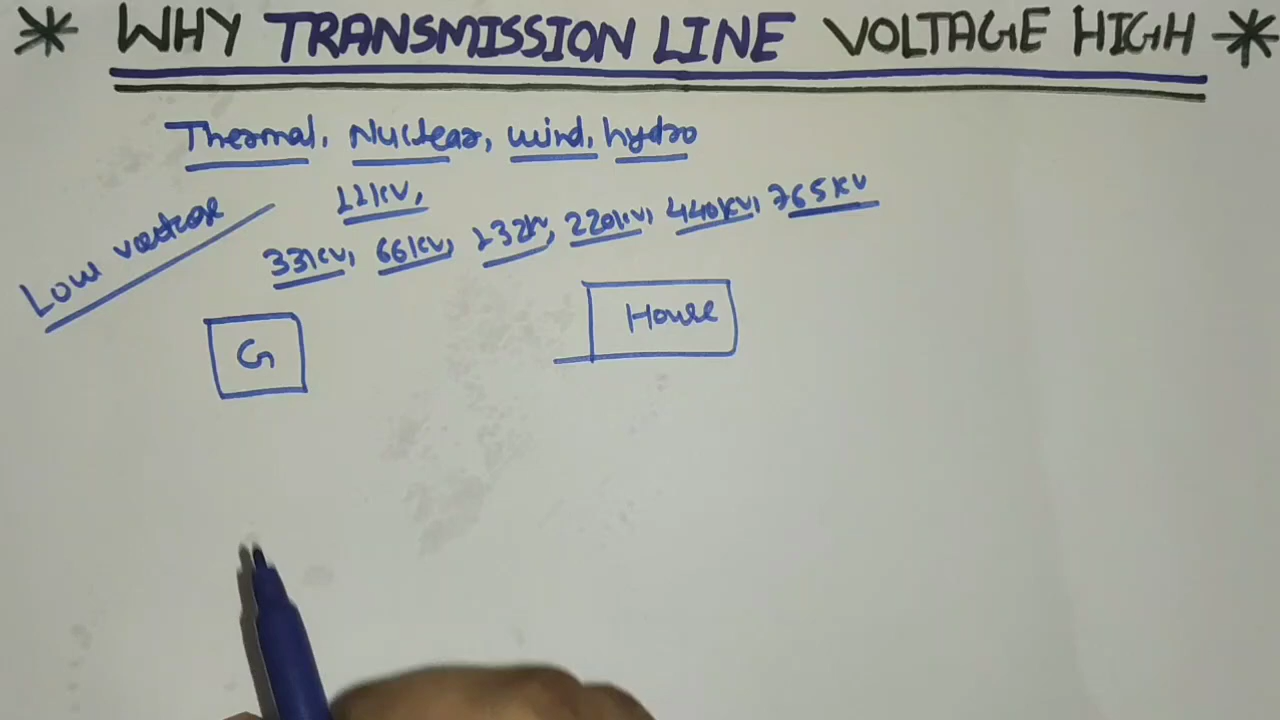 * WHY TRANSMISSION LINE VOLTAGE HIGH *
Thermal, Nuclear, wind, hydro
11KV,
33KV, 66KV, 132KV, 220KV, 440KV, 765KV
Low voltage
G
House